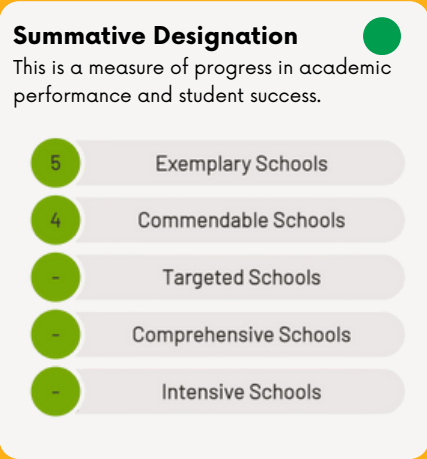 Summative Designation
This is a measure of progress in academic
performance and student success.
5 Exemplary Schools
4 Commendable Schools
- Targeted Schools
- Comprehensive Schools
- Intensive Schools